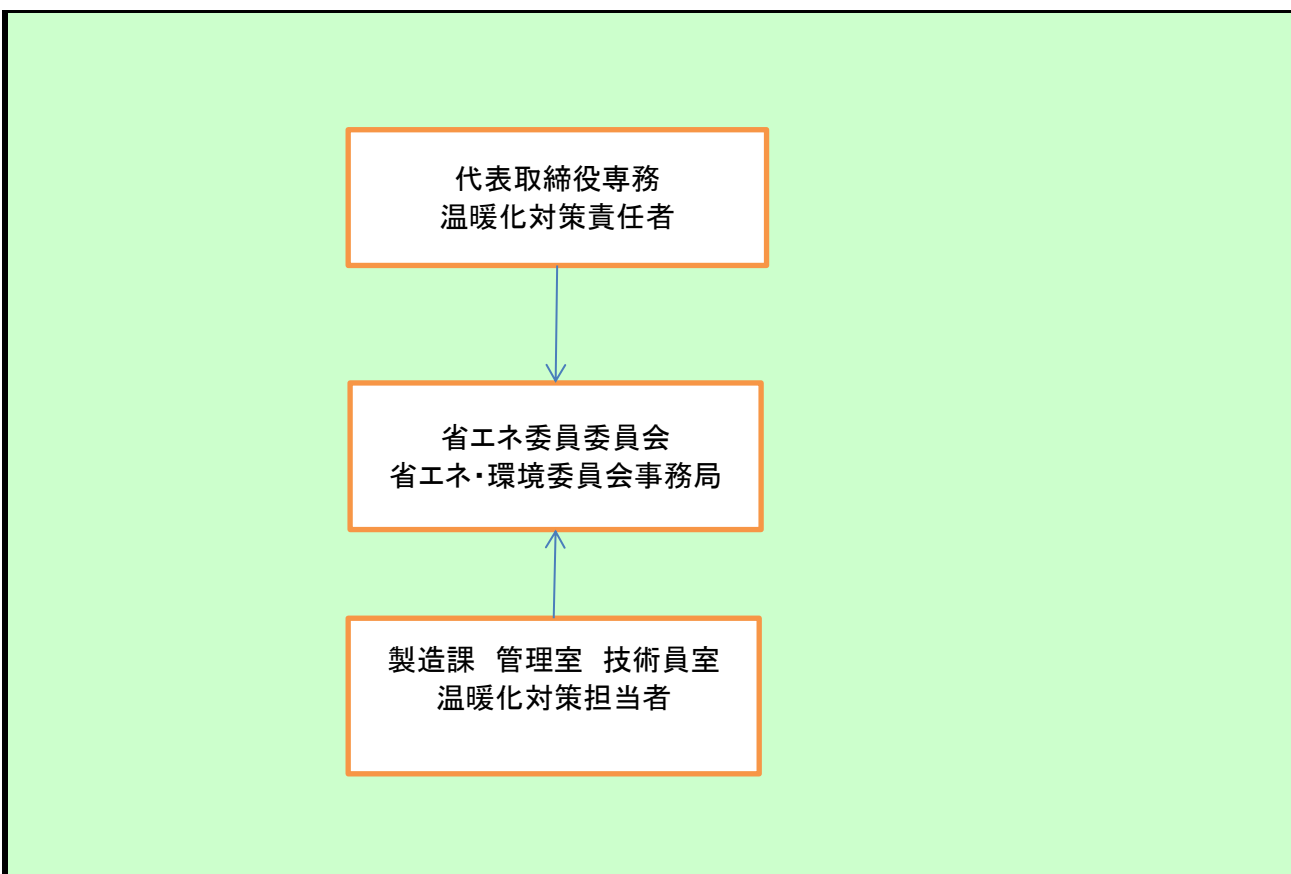 代表取締役専務
温暖化対策責任者
省エネ委員委員会
省エネ・環境委員会事務局
製造課　管理室　技術員室
温暖化対策担当者